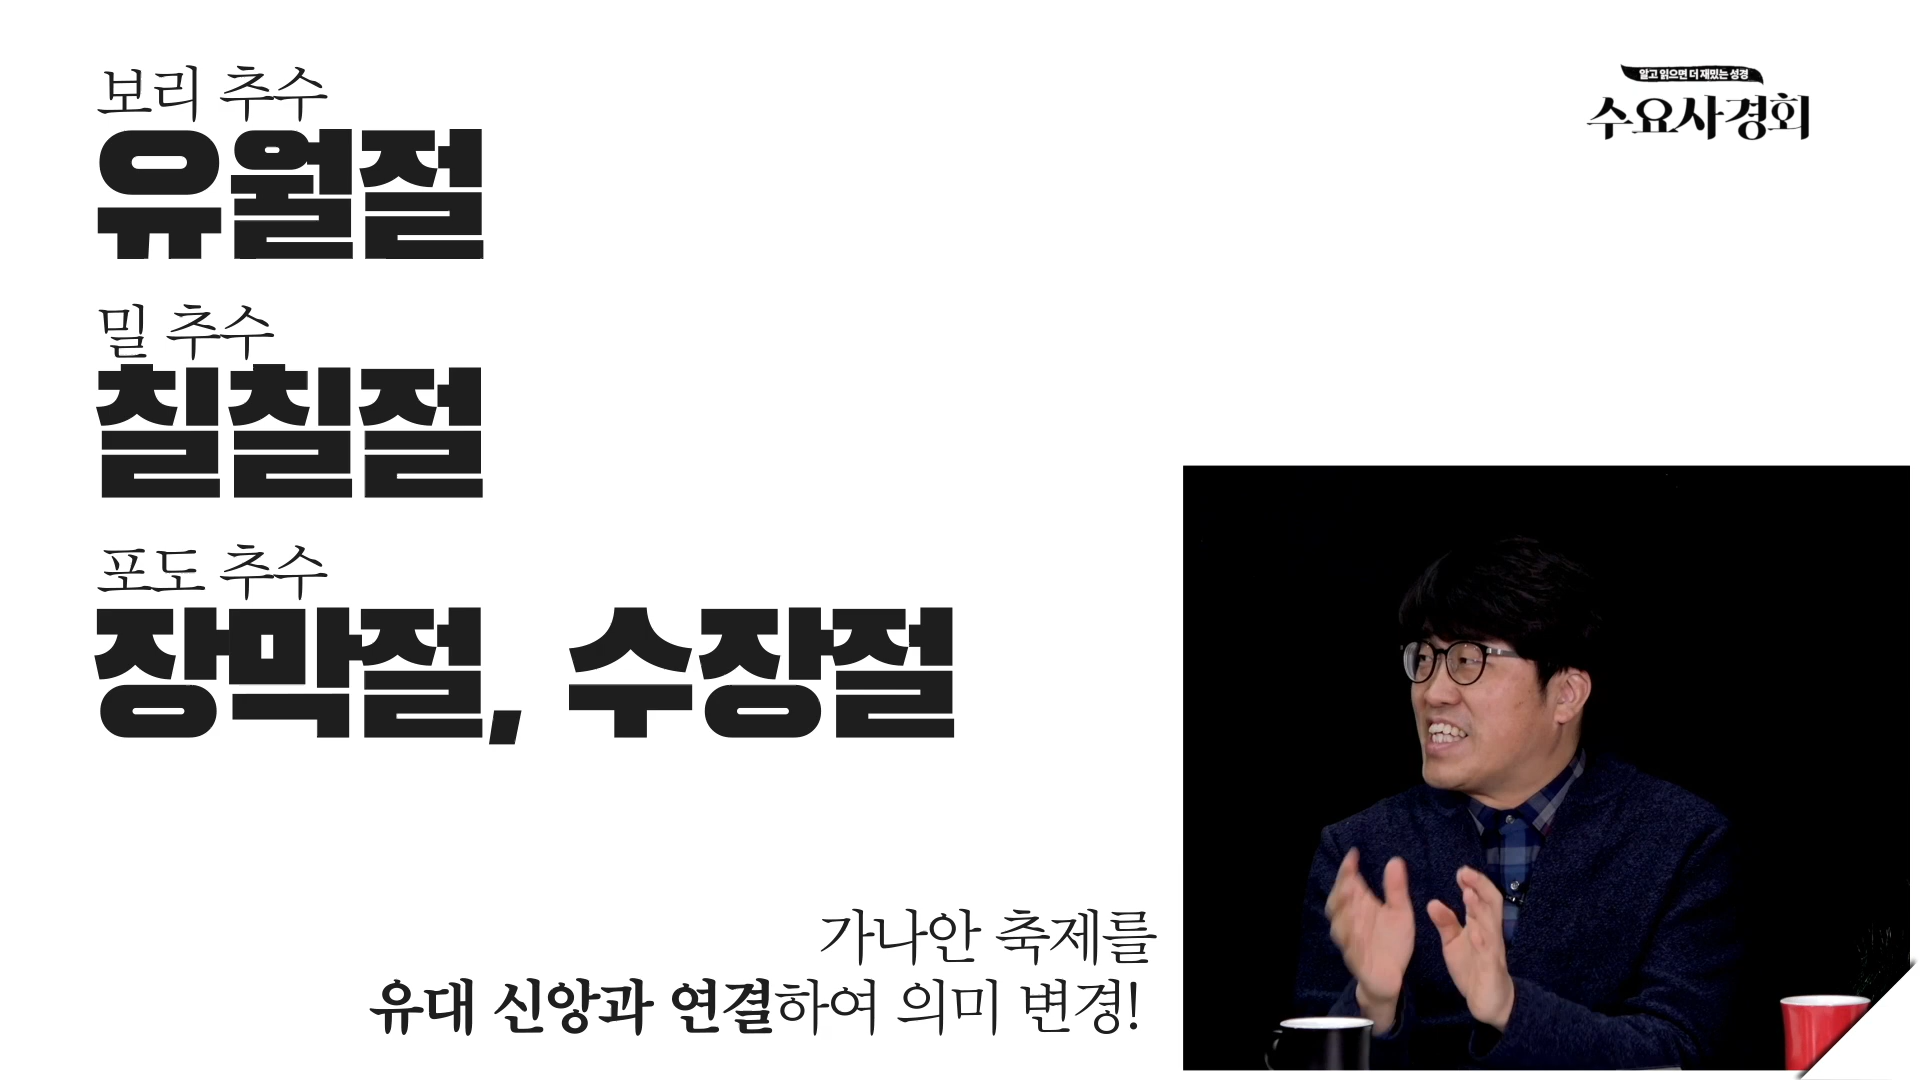 보리 추수
유월절
밀 추수
칠칠절
포도 추수
장막절, 수장절
가나안 축제를
유대 신앙과 연결하여 의미 변경!
알고 읽으면 더 재밌는 성경
수요사경회